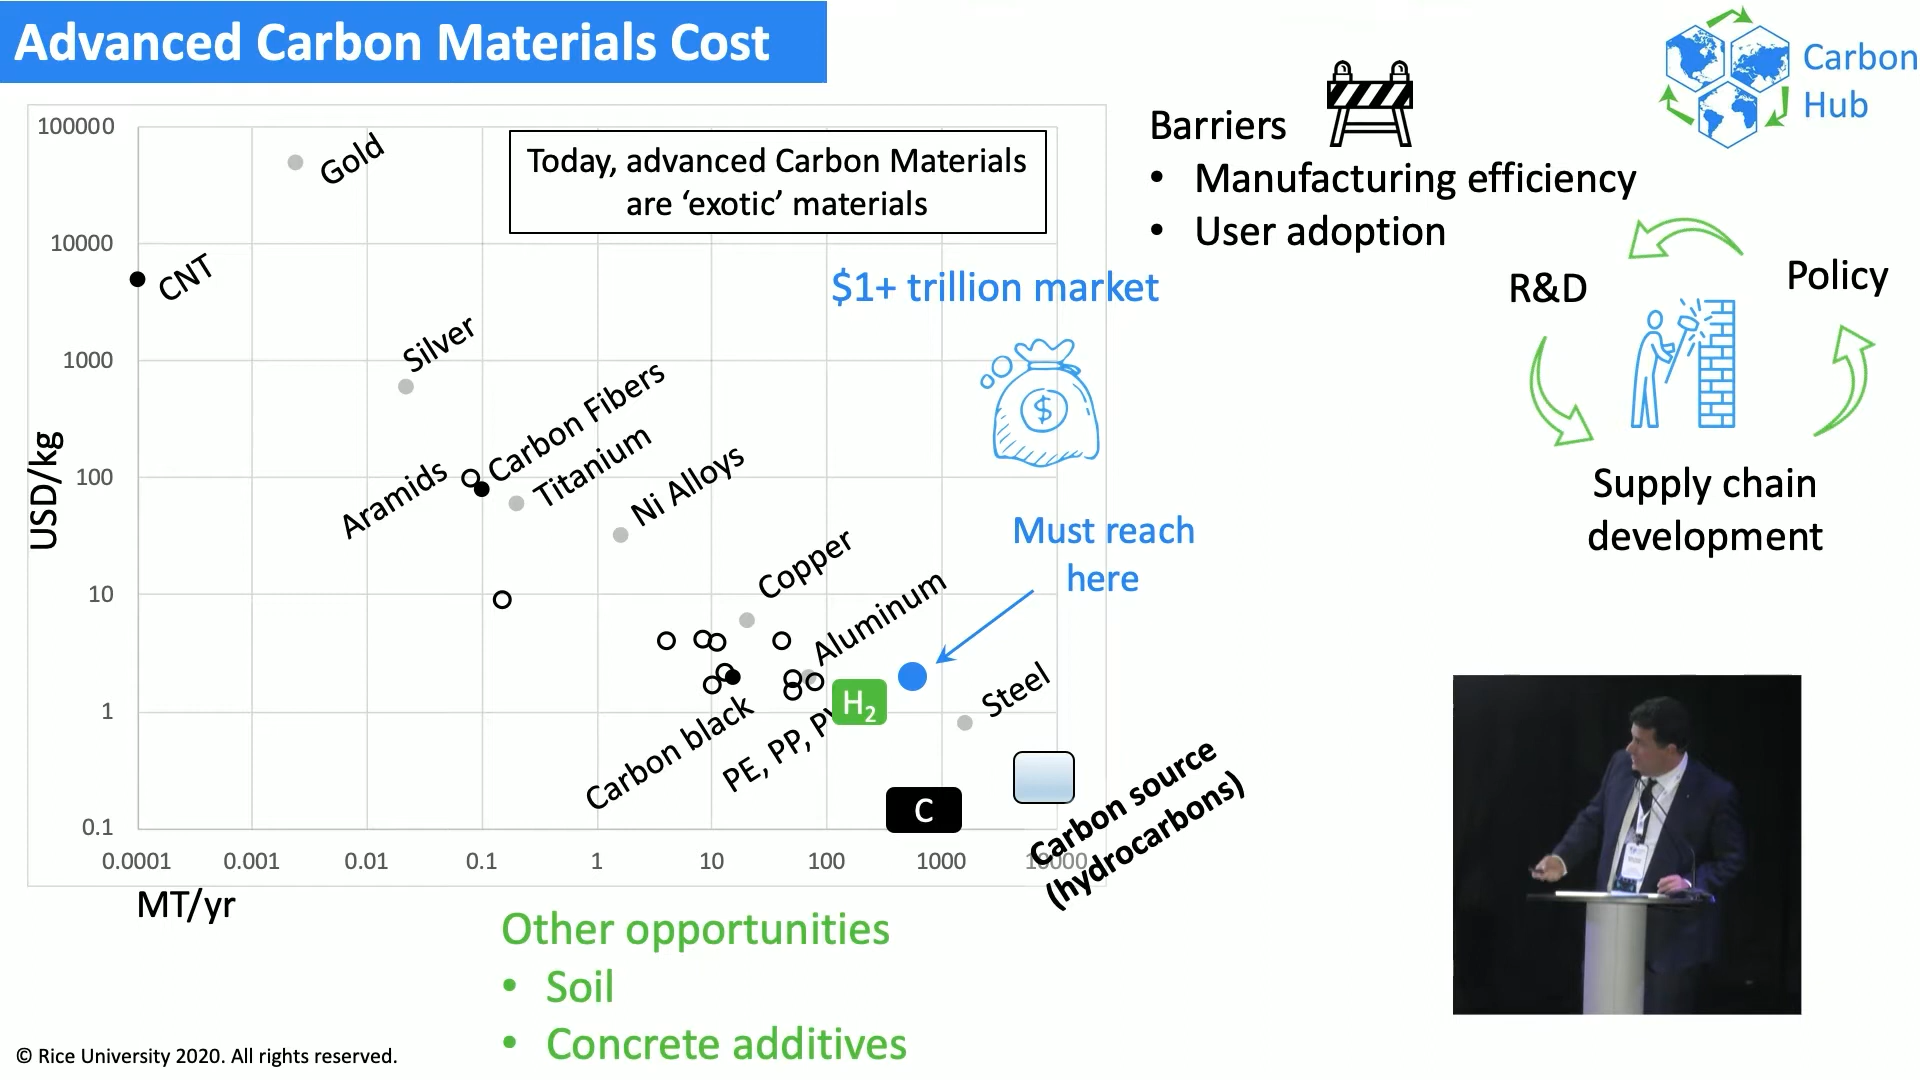 Advanced Carbon Materials Cost
Carbon
Hub
100000
10000
1000
100
10
1
0.1
USD/kg
0.0001
0.001
0.01
0.1
1
10
100
1000
10000
MT/yr
Gold
CNT
Silver
Carbon Fibers
Aramids
Titanium
Ni Alloys
Copper
Aluminum
Carbon black
PE, PP,
H2
Steel
C
Carbon source
(hydrocarbons)
Today, advanced Carbon Materials
are ‘exotic’ materials
$1+ trillion market
$
Must reach
here
Barriers
• Manufacturing efficiency
• User adoption
R&D
Policy
Supply chain
development
Other opportunities
• Soil
• Concrete additives
© Rice University 2020. All rights reserved.